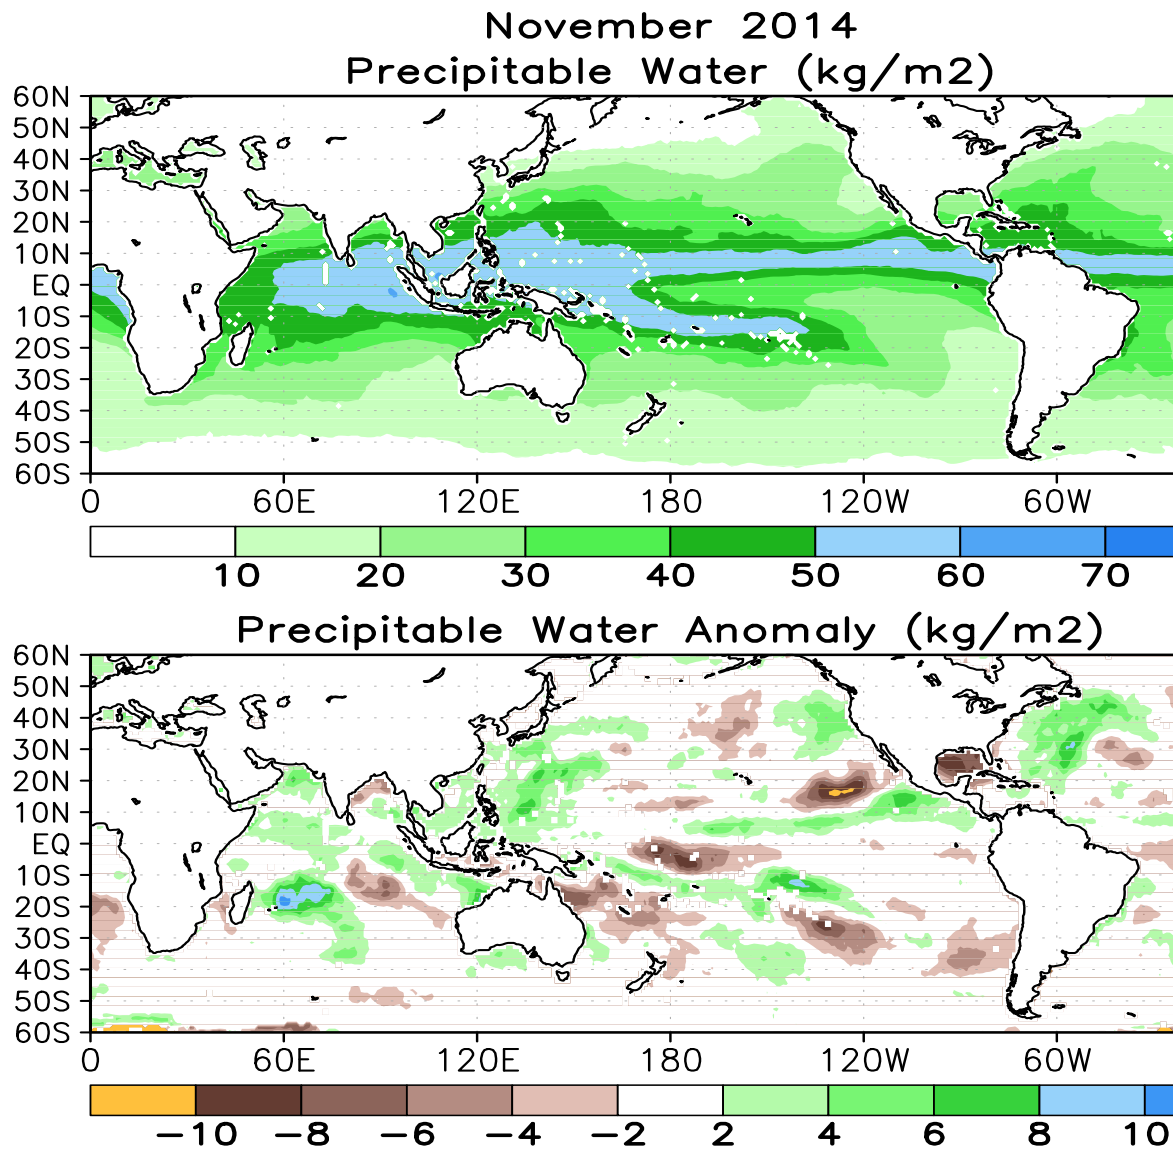 November 2014
Precipitable Water (kg/m2)
60N
50N
40N
30N
20N
10N
EQ
10S
20S
30S
40S
50S
60S
0 60E 120E 180 120W 60W
10 20 30 40 50 60 70
Precipitable Water Anomaly (kg/m2)
60N
50N
40N
30N
20N
10N
EQ
10S
20S
30S
40S
50S
60S
0 60E 120E 180 120W 60W
−10 −8 −6 −4 −2 2 4 6 8 10